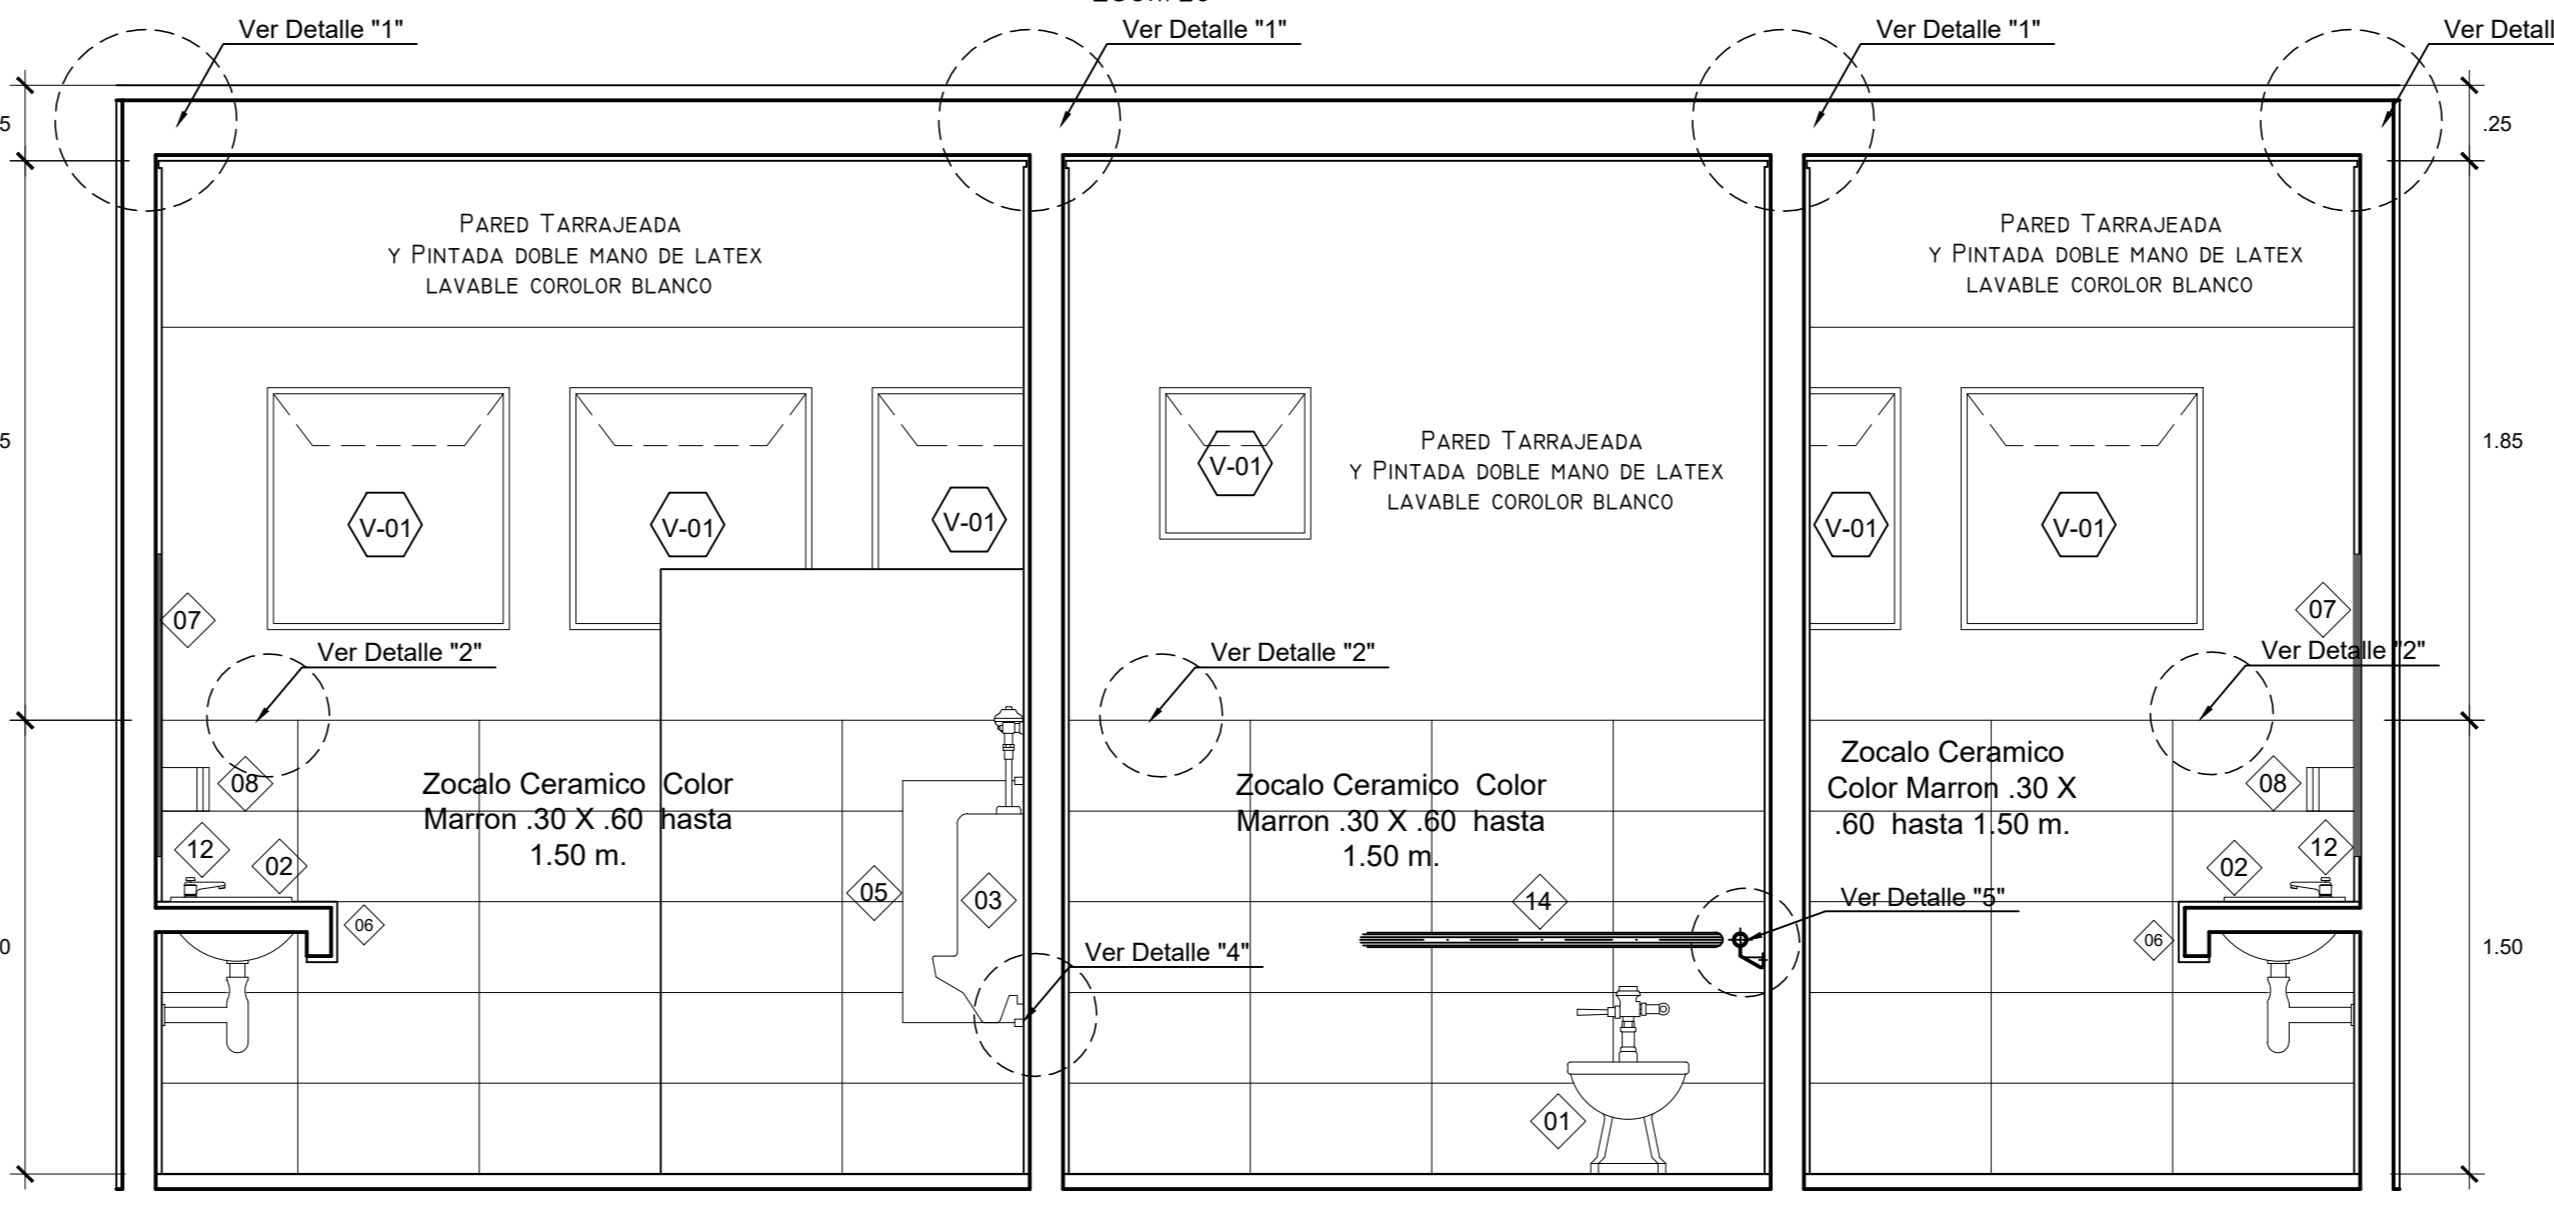 Ver Detalle "1"
Ver Detalle "1"
Ver Detalle "1"
Ver Detall
5
.25
PARED TARRAJEADA
Y PINTADA DOBLE MANO DE LATEX
LAVABLE COROLOR BLANCO
PARED TARRAJEADA
Y PINTADA DOBLE MANO DE LATEX
LAVABLE COROLOR BLANCO
5
PARED TARRAJEADA
Y PINTADA DOBLE MANO DE LATEX
LAVABLE COROLOR BLANCO
1.85
V-01
V-01
V-01
V-01
V-01
V-01
07
07
Ver Detalle "2"
Ver Detalle "2"
Ver Detalle "2"
08
Zocalo Ceramico Color
Marron .30 X .60 hasta
1.50 m.
Zocalo Ceramico Color
Marron .30 X .60 hasta
1.50 m.
Zocalo Ceramico
Color Marron .30 X
.60 hasta 1.50 m.
08
12
02
05
03
14
Ver Detalle "5"
02
12
06
06
0
Ver Detalle "4"
1.50
01